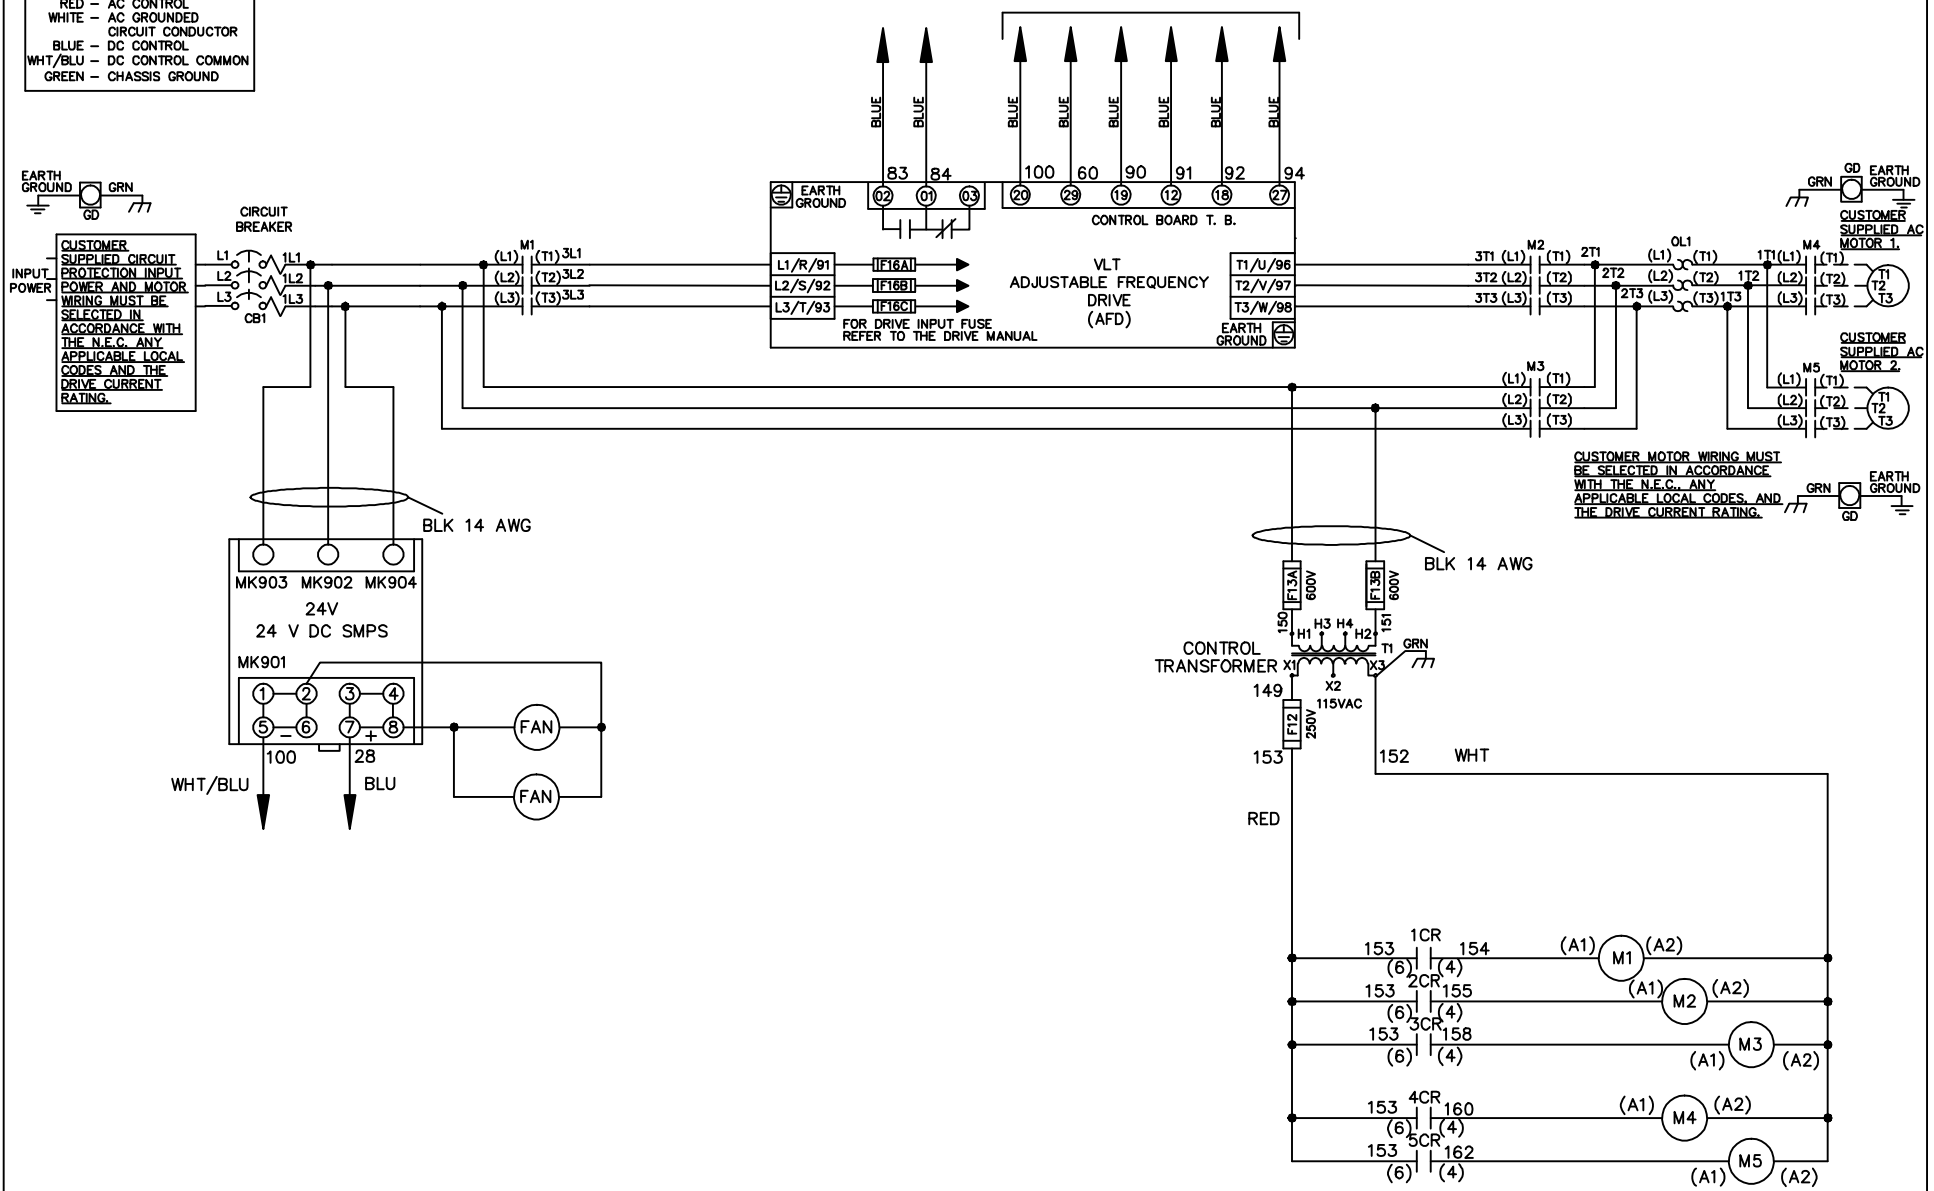 RED – AC CONTROL
WHITE – AC GROUNDED
CIRCUIT CONDUCTOR
BLUE – DC CONTROL
WHT/BLU – DC CONTROL COMMON
GREEN – CHASSIS GROUND
BLUE
BLUE
BLUE
BLUE
BLUE
BLUE
BLUE
BLUE
83
84
100
60
90
91
92
94
EARTH
GROUND
GRN
GD
EARTH
GROUND
02
01
03
20
29
19
12
18
27
CONTROL BOARD T. B.
GRN
GD
EARTH
GROUND
CIRCUIT
BREAKER
CUSTOMER
SUPPLIED CIRCUIT
PROTECTION INPUT
POWER AND MOTOR
WIRING MUST BE
SELECTED IN
ACCORDANCE WITH
THE N.E.C. ANY
APPLICABLE LOCAL
CODES AND THE
DRIVE CURRENT
RATING.
INPUT
POWER
L1
L2
L3
1L1
1L2
1L3
CB1
M1
(L1) (T1) 3L1
(L2) (T2) 3L2
(L3) (T3) 3L3
L1/R/91
L2/S/92
L3/T/93
F16A
F16B
F16C
FOR DRIVE INPUT FUSE
REFER TO THE DRIVE MANUAL
VLT
ADJUSTABLE FREQUENCY
DRIVE
(AFD)
T1/U/96
T2/V/97
T3/W/98
EARTH
GROUND
M2
3T1 (L1) (T1) 2T1
3T2 (L2) (T2) 2T2
3T3 (L3) (T3) 2T3
OL1
(L1) (T1) 1T1
(L2) (T2) 1T2
(L3) (T3) 1T3
M4
(L1) (T1)
(L2) (T2)
(L3) (T3)
CUSTOMER
SUPPLIED AC
MOTOR 1.
T1
T2
T3
M3
(L1) (T1)
(L2) (T2)
(L3) (T3)
CUSTOMER
SUPPLIED AC
MOTOR 2.
M5
(L1) (T1)
(L2) (T2)
(L3) (T3)
T1
T2
T3
CUSTOMER MOTOR WIRING MUST
BE SELECTED IN ACCORDANCE
WITH THE N.E.C., ANY
APPLICABLE LOCAL CODES, AND
THE DRIVE CURRENT RATING.
GRN
GD
EARTH
GROUND
BLK 14 AWG
MK903 MK902 MK904
24V
24 V DC SMPS
MK901
1
2
3
4
5
–
6
7
+
8
100
28
WHT/BLU
BLU
FAN
FAN
BLK 14 AWG
F13A
600V
F13B
600V
150
151
H1 H3 H4 H2
T1
GRN
CONTROL
TRANSFORMER
X1
X2
X3
115VAC
149
F12
250V
153
152
WHT
RED
1CR
153 154
(6) (4)
(A1) M1 (A2)
2CR
153 155
(6) (4)
(A1) M2 (A2)
3CR
153 158
(6) (4)
(A1) M3 (A2)
4CR
153 160
(6) (4)
(A1) M4 (A2)
5CR
153 162
(6) (4)
(A1) M5 (A2)